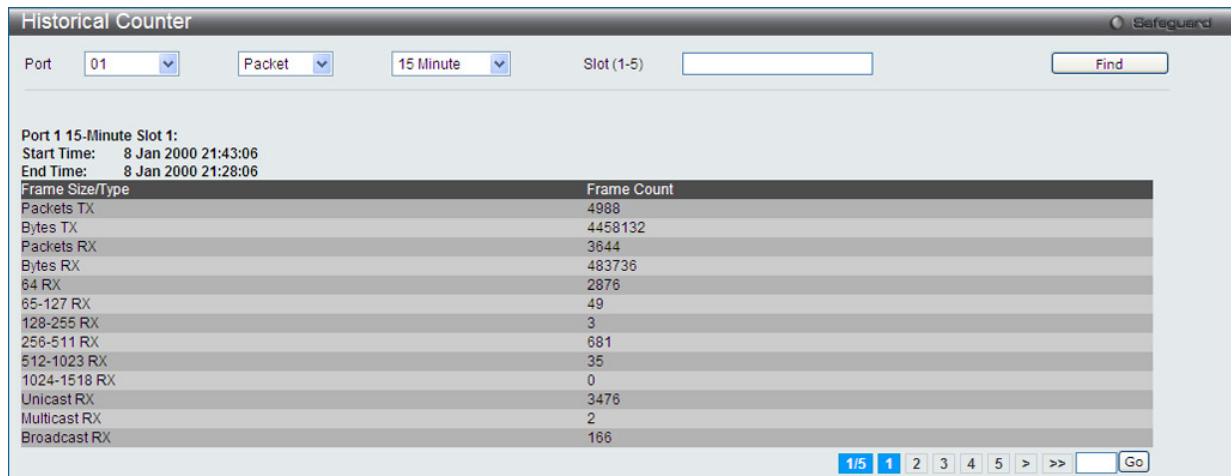 Historical Counter Safeguard
Port 01 Packet 15 Minute Slot (1-5) Find
Port 1 15-Minute Slot 1:
Start Time: 8 Jan 2000 21:43:06
End Time: 8 Jan 2000 21:28:06
Frame Size/Type Frame Count
Packets TX 4988
Bytes TX 4458132
Packets RX 3644
Bytes RX 483736
64 RX 2876
65-127 RX 49
128-255 RX 3
256-511 RX 681
512-1023 RX 35
1024-1518 RX 0
Unicast RX 3476
Multicast RX 2
Broadcast RX 166
1/5 1 2 3 4 5 > >> Go